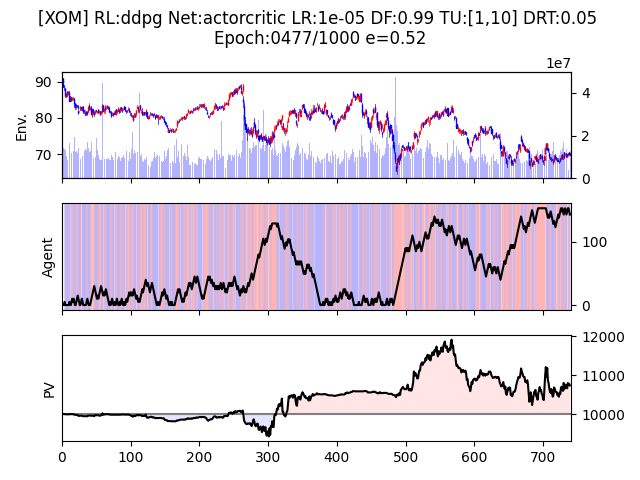 [XOM] RL:ddpg Net:actorcritic LR:1e-05 DF:0.99 TU:[1,10] DRT:0.05
Epoch:0477/1000 e=0.52
1e7
90
80
70
Env.
4
2
0
Agent
100
0
PV
12000
11000
10000
0 100 200 300 400 500 600 700